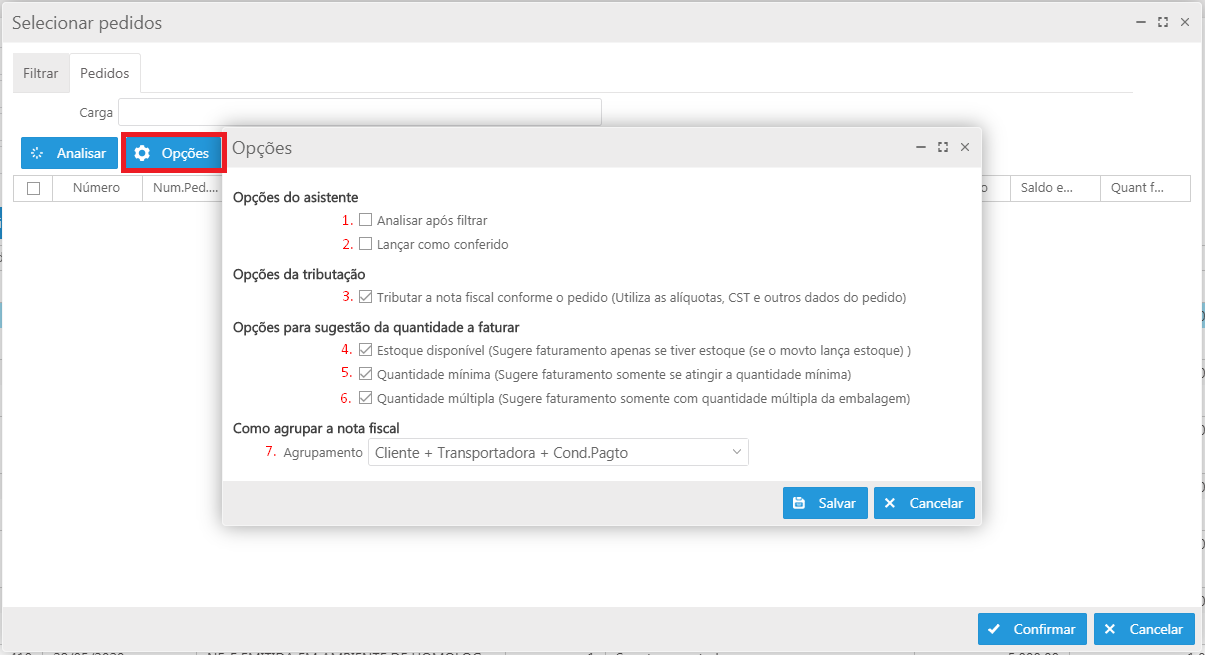 Selecionar pedidos
Filtrar Pedidos
Carga
Analisar Opções
Número Num.Ped.... Saldo e... Quant f...
Opções
Opções do asistente
1. Analisar após filtrar
2. Lançar como conferido
Opções da tributação
3. Tributar a nota fiscal conforme o pedido (Utiliza as alíquotas, CST e outros dados do pedido)
Opções para sugestão da quantidade a faturar
4. Estoque disponível (Sugere faturamento apenas se tiver estoque (se o movto lança estoque) )
5. Quantidade mínima (Sugere faturamento somente se atingir a quantidade mínima)
6. Quantidade múltipla (Sugere faturamento somente com quantidade múltipla da embalagem)
Como agrupar a nota fiscal
7. Agrupamento Cliente + Transportadora + Cond.Pagto
Salvar Cancelar
Confirmar Cancelar